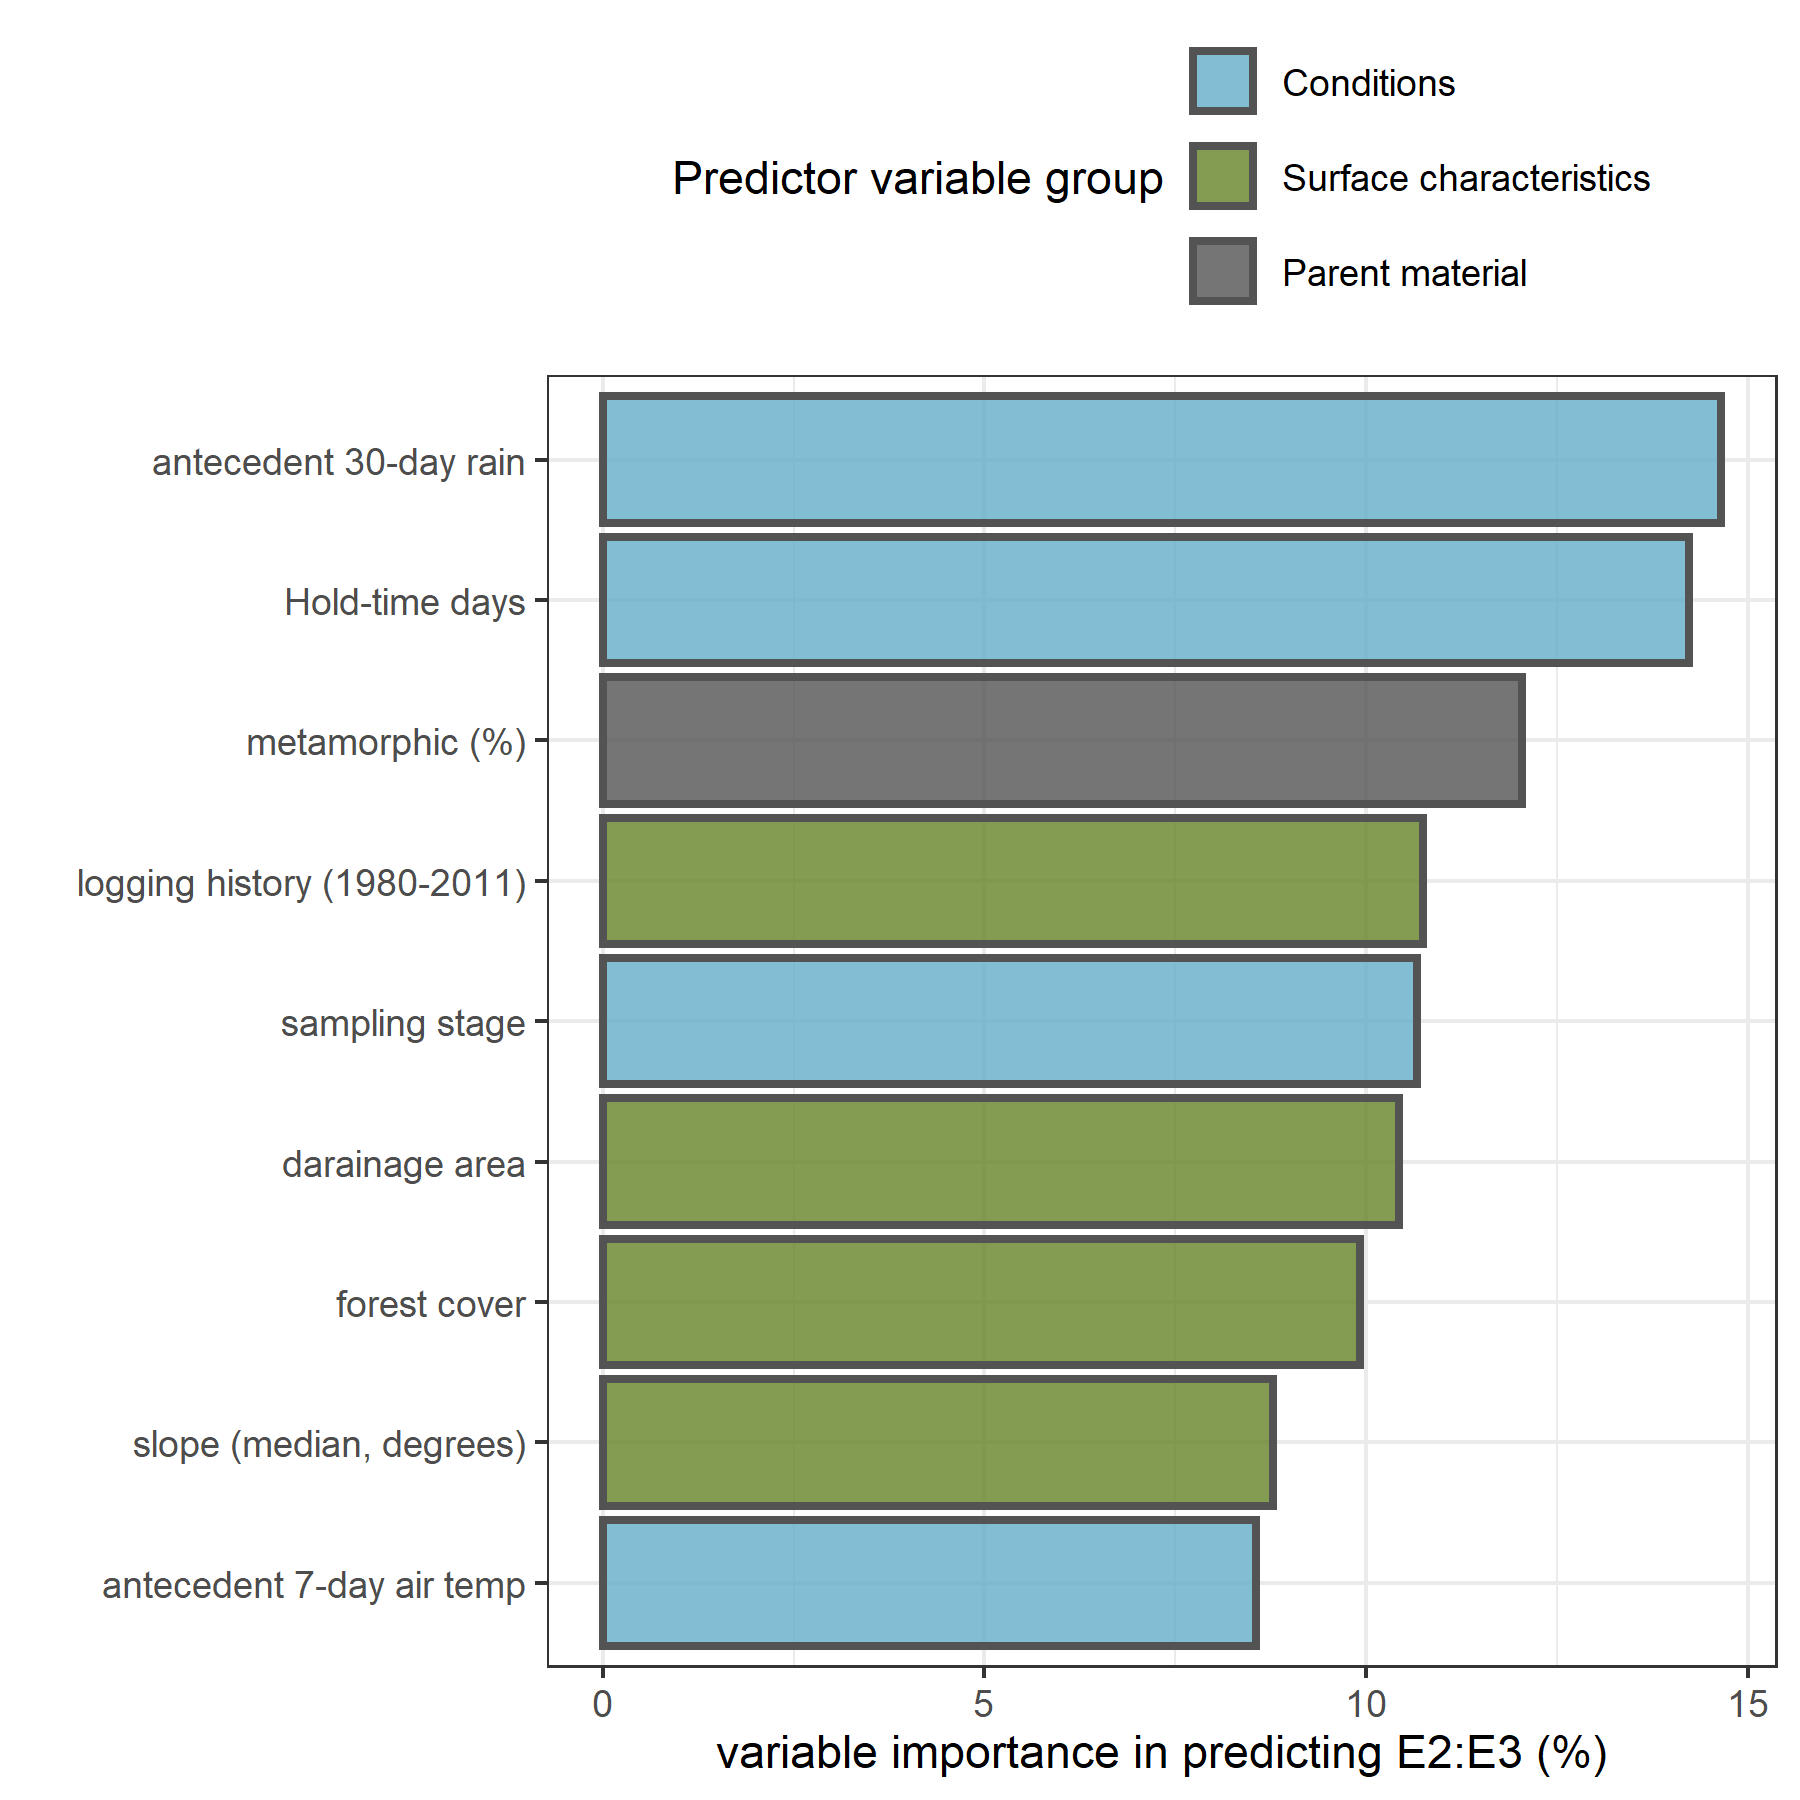 Conditions
Predictor variable group
Surface characteristics
Parent material
antecedent 30-day rain
Hold-time days
metamorphic (%)
logging history (1980-2011)
sampling stage
darainage area
forest cover
slope (median, degrees)
antecedent 7-day air temp
0 5 10 15
variable importance in predicting E2:E3 (%)